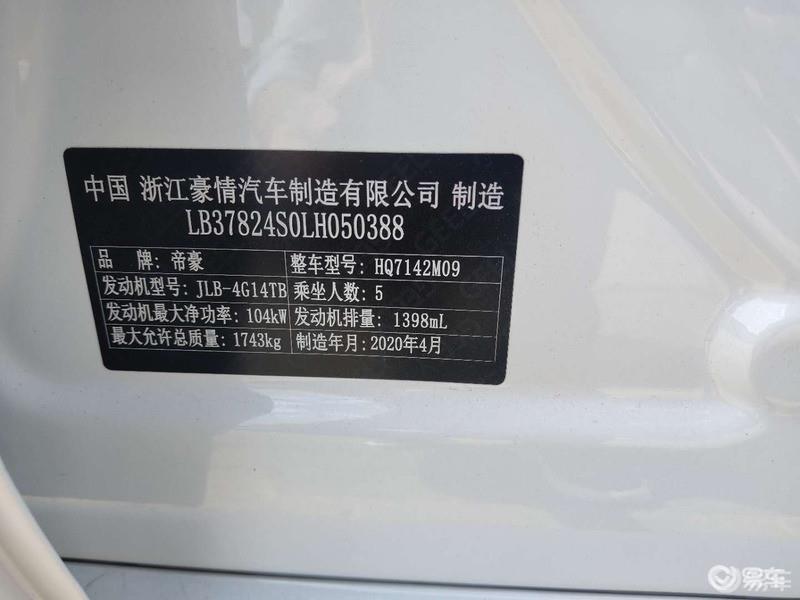 中国 浙江豪情汽车制造有限公司 制造
LB37824S0LH050388
品 牌: 帝豪 整车型号: HQ7142M09
发动机型号: JLB-4G14TB 乘坐人数: 5
发动机最大净功率: 104kW 发动机排量: 1398mL
最大允许总质量: 1743kg 制造年月: 2020年4月
易车